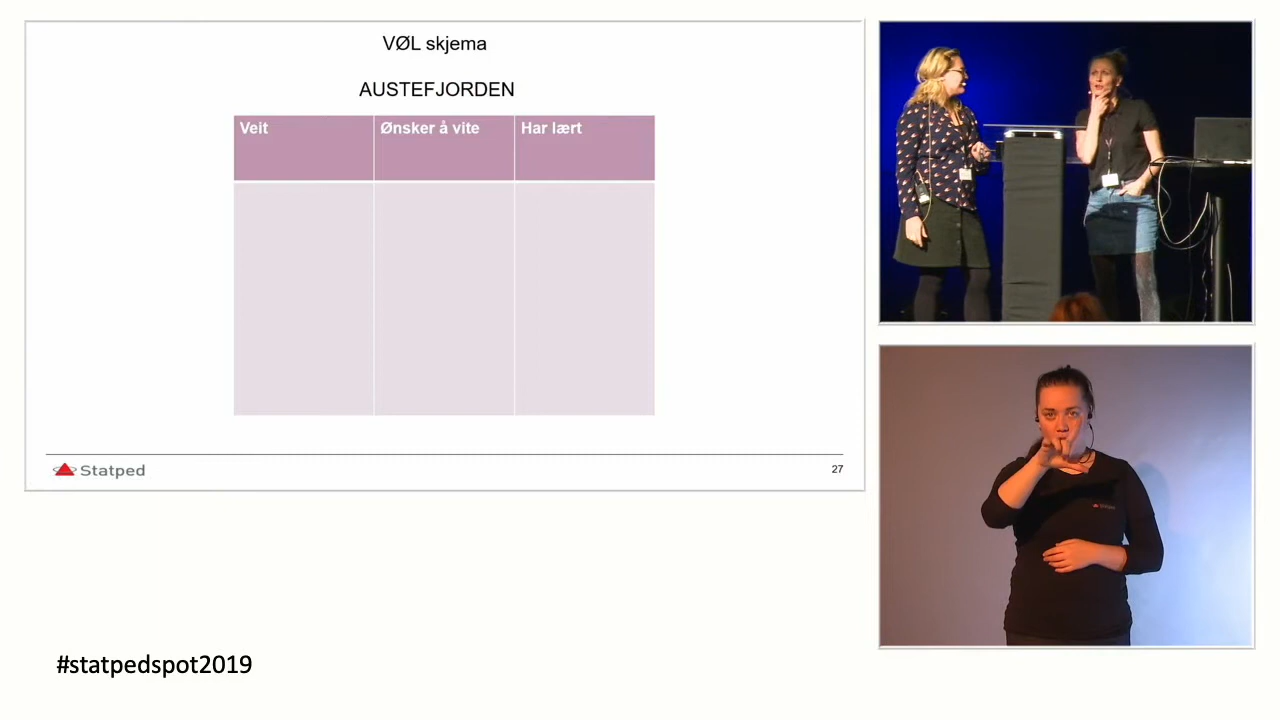 VØL skjema
AUSTEFJORDEN
Veit
Ønsker å vite
Har lært
Statped
27
#statpedspot2019